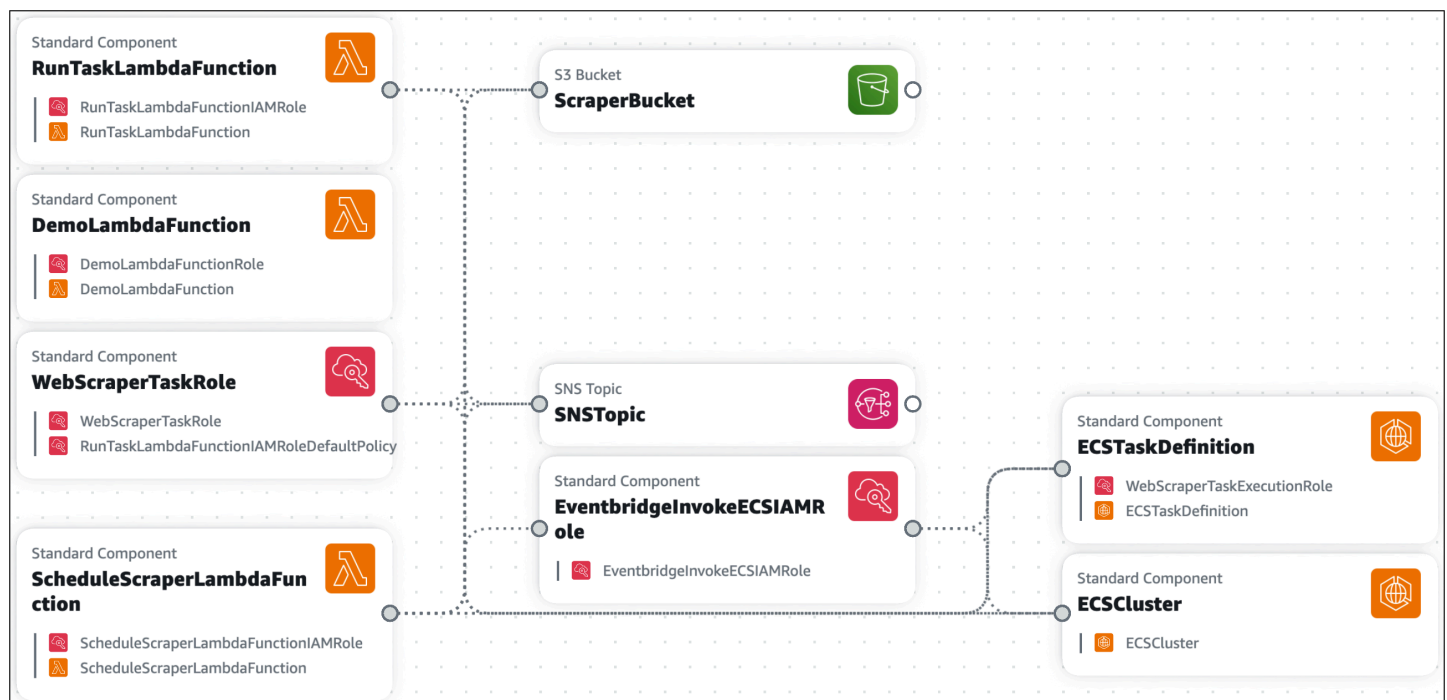 Standard Component
RunTaskLambdaFunction
RunTaskLambdaFunctionIAMRole
RunTaskLambdaFunction
Standard Component
DemoLambdaFunction
DemoLambdaFunctionRole
DemoLambdaFunction
Standard Component
WebScraperTaskRole
WebScraperTaskRole
RunTaskLambdaFunctionIAMRoleDefaultPolicy
Standard Component
ScheduleScraperLambdaFun
ction
ScheduleScraperLambdaFunctionIAMRole
ScheduleScraperLambdaFunction
S3 Bucket
ScraperBucket
SNS Topic
SNSTopic
Standard Component
EventbridgeInvokeECSIAMR
ole
EventbridgeInvokeECSIAMRole
Standard Component
ECSTaskDefinition
WebScraperTaskExecutionRole
ECSTaskDefinition
Standard Component
ECSCluster
ECSCluster